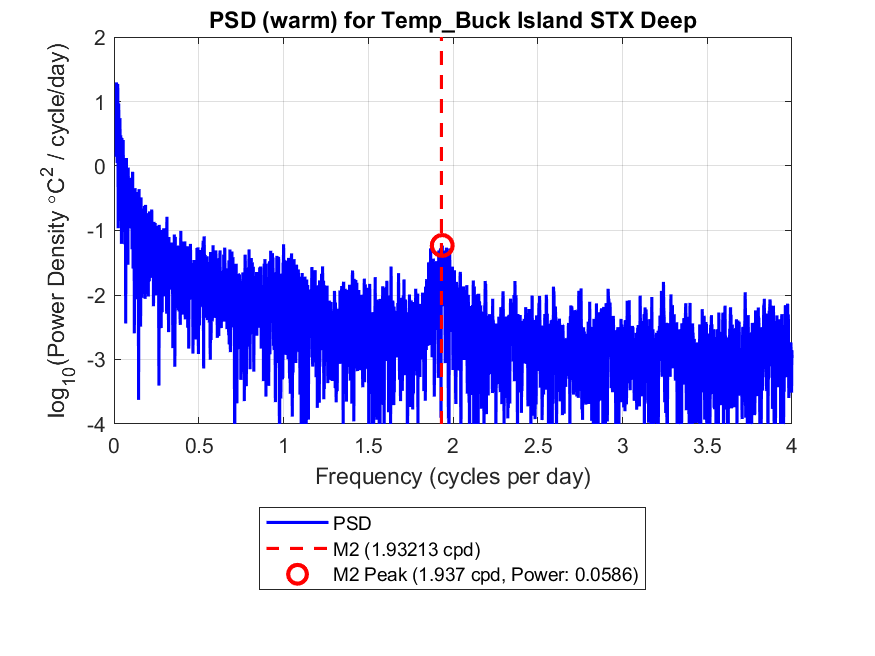 PSD (warm) for Temp_Buck Island STX Deep
log10(Power Density °C2 / cycle/day)
2
1
0
-1
-2
-3
-4
0 0.5 1 1.5 2 2.5 3 3.5 4
Frequency (cycles per day)
PSD
M2 (1.93213 cpd)
M2 Peak (1.937 cpd, Power: 0.0586)